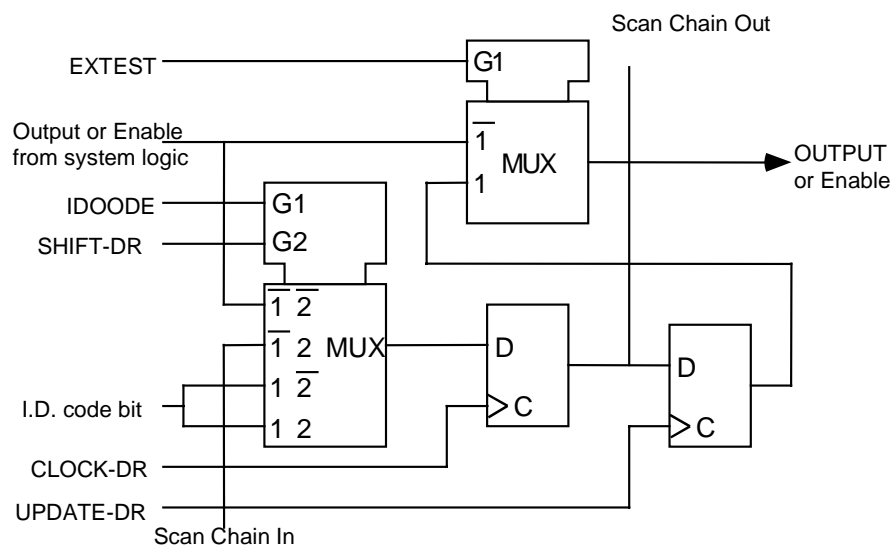 Scan Chain Out
EXTEST
G1
Output or Enable
from system logic
1
MUX
1
OUTPUT
or Enable
IDOODE
G1
SHIFT-DR
G2
1 2
1 2 MUX
1 2
1 2
D
C
D
C
I.D. code bit
CLOCK-DR
UPDATE-DR
Scan Chain In